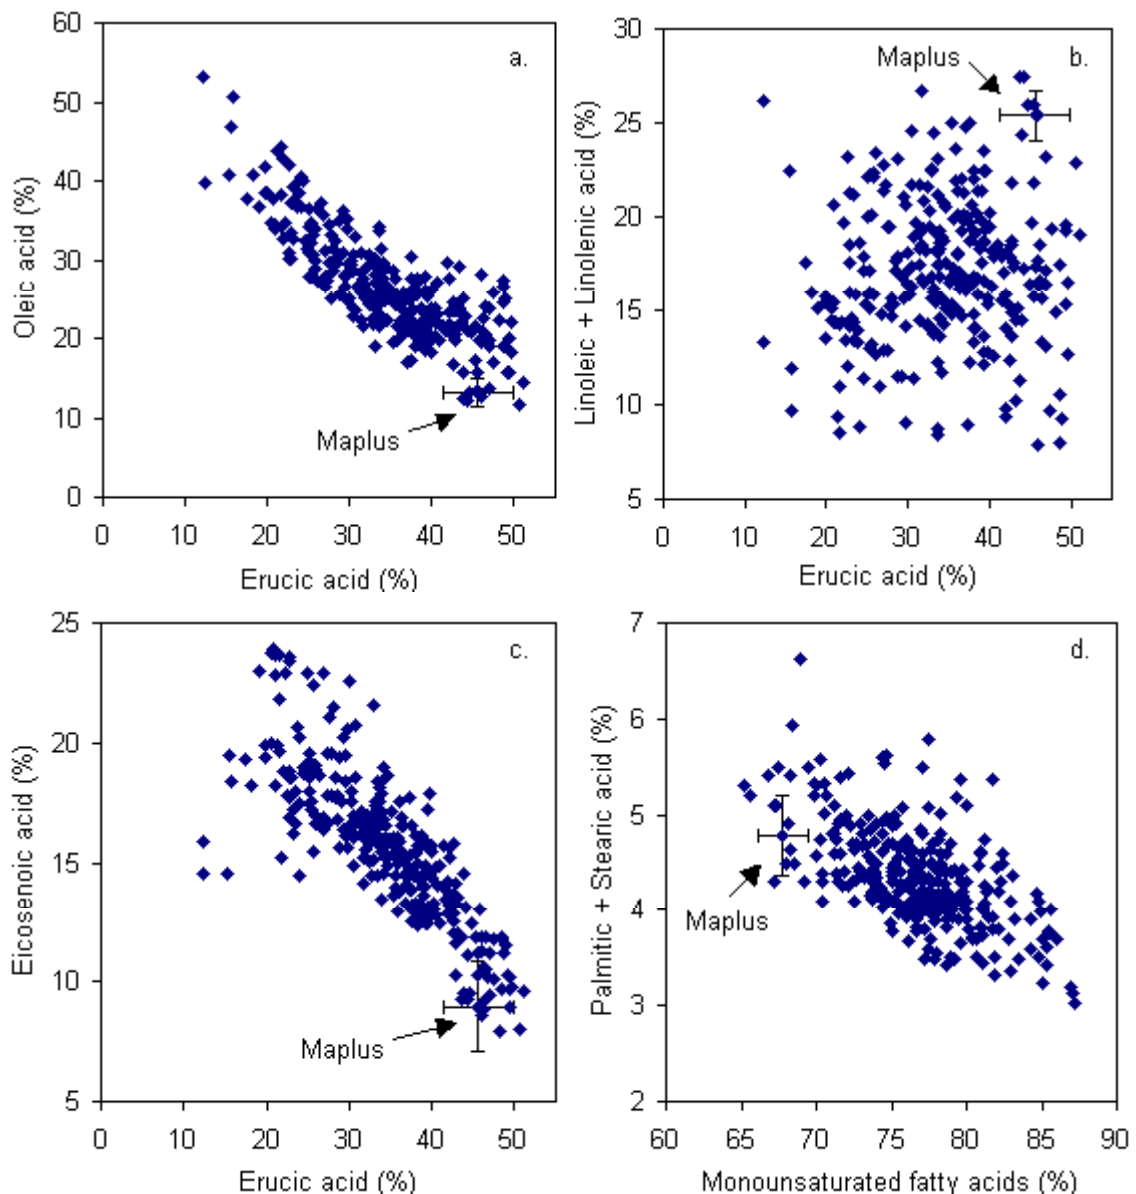 a.
Oleic acid (%)
60
50
40
30
20
10
0
Maplus
0 10 20 30 40 50
Erucic acid (%)
b.
Linoleic + Linolenic acid (%)
30
25
20
15
10
5
Maplus
0 10 20 30 40 50
Erucic acid (%)
c.
Eicosenoic acid (%)
25
20
15
10
5
Maplus
0 10 20 30 40 50
Erucic acid (%)
d.
Palmitic + Stearic acid (%)
7
6
5
4
3
2
Maplus
60 65 70 75 80 85 90
Monounsaturated fatty acids (%)